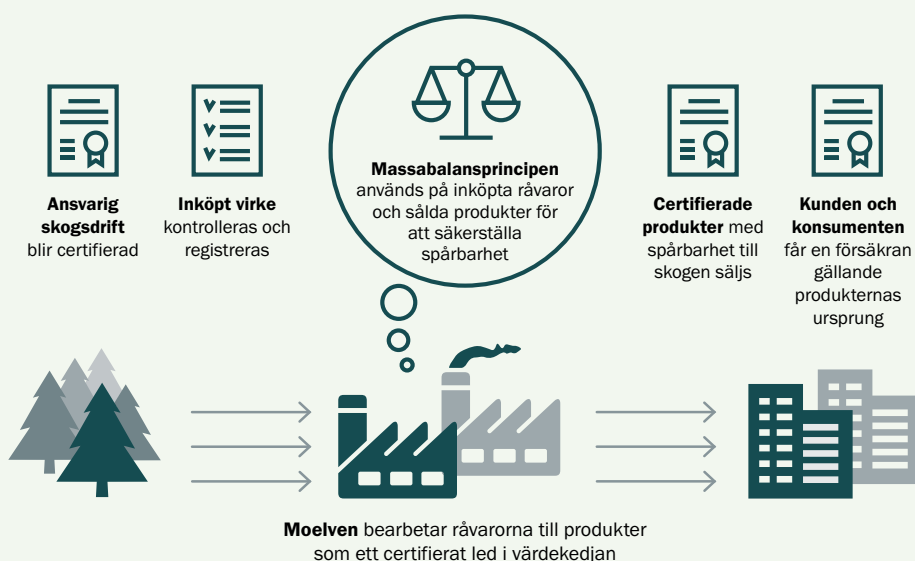 Ansvarig
skogsdrift
blir certifierad
Inköpt virke
kontrolleras och
registreras
Massabalansprincipen
används på inköpta råvaror
och sålda produkter för
att säkerställa
spårbarhet
Certifierade
produkter med
spårbarhet till
skogen säljs
Kunden och
konsumenten
får en försäkran
gällande
produkternas
ursprung
Moelven bearbetar råvarorna till produkter
som ett certifierat led i värdekedjan